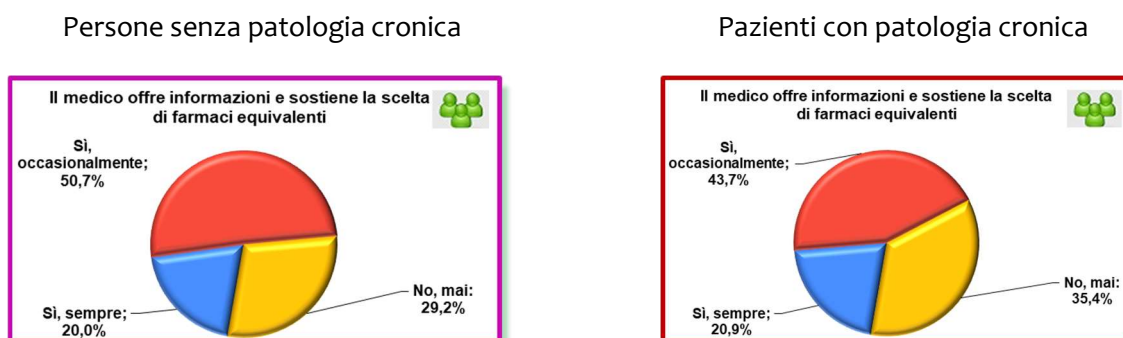 Persone senza patologia cronica
Il medico offre informazioni e sostiene la scelta
di farmaci equivalenti
Sì,
occasionalmente;
50,7%
No, mai:
29,2%
Sì, sempre;
20,0%
Pazienti con patologia cronica
Il medico offre informazioni e sostiene la scelta
di farmaci equivalenti
Sì,
occasionalmente;
43,7%
No, mai:
35,4%
Sì, sempre;
20,9%